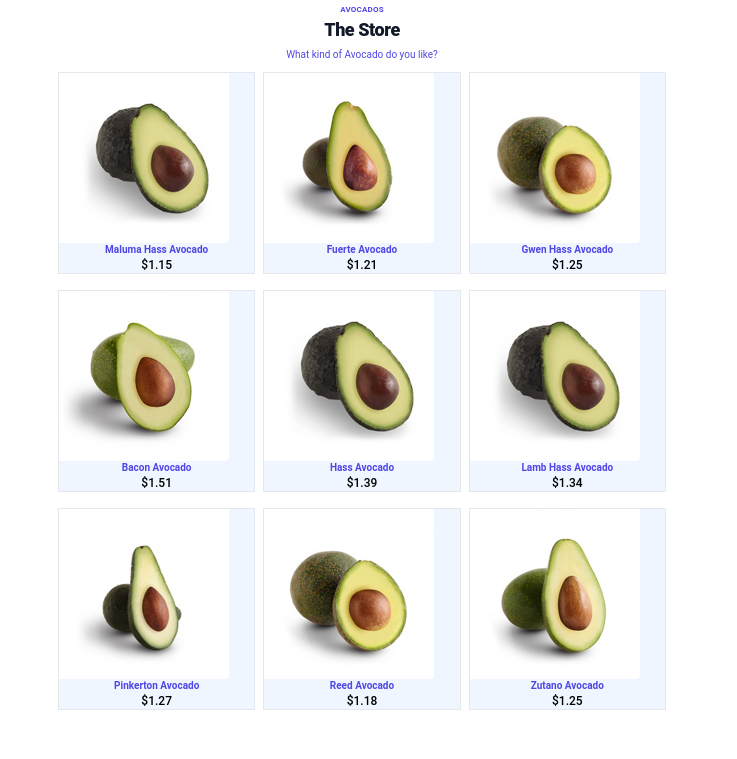 AVOCADOS
The Store
What kind of Avocado do you like?
Maluma Hass Avocado
$1.15
Fuerte Avocado
$1.21
Gwen Hass Avocado
$1.25
Bacon Avocado
$1.51
Hass Avocado
$1.39
Lamb Hass Avocado
$1.34
Pinkerton Avocado
$1.27
Reed Avocado
$1.18
Zutano Avocado
$1.25